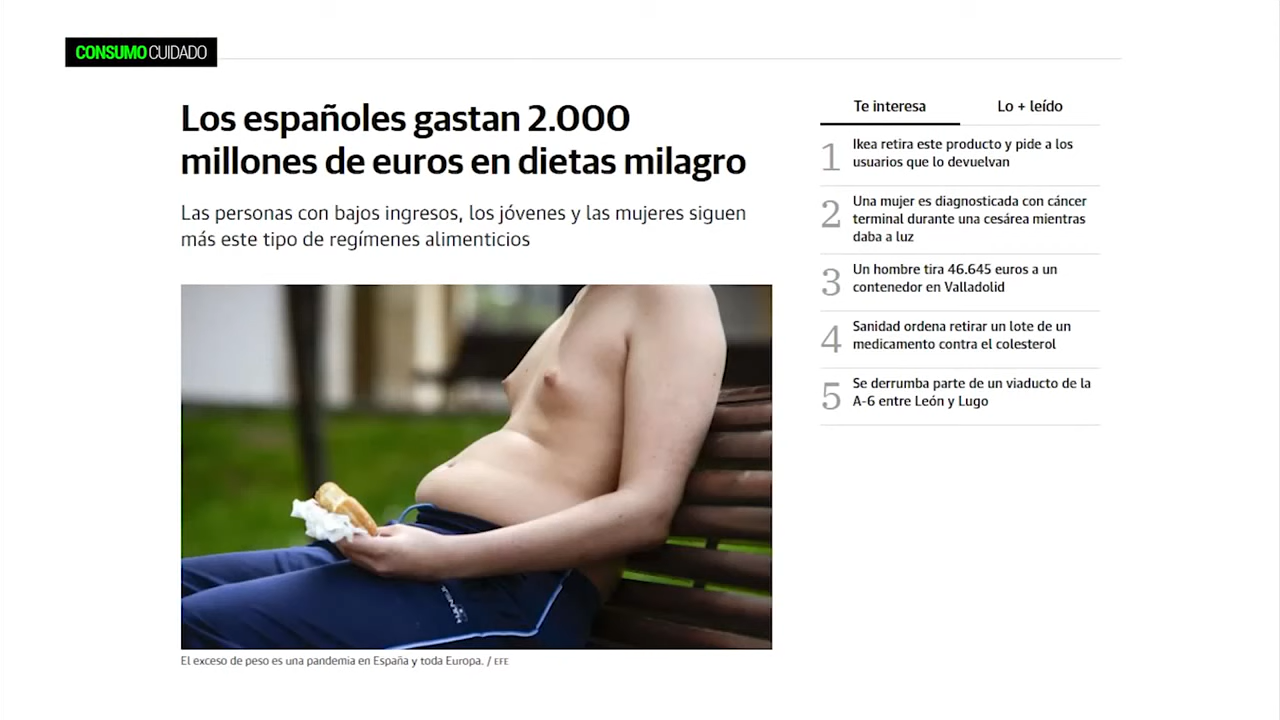 CONSUMO CUIDADO
Los españoles gastan 2.000
millones de euros en dietas milagro
Las personas con bajos ingresos, los jóvenes y las mujeres siguen
más este tipo de regímenes alimenticios
HANSUI
El exceso de peso es una pandemia en España y toda Europa. / EFE
Te interesa
Lo + leído
1
Ikea retira este producto y pide a los
usuarios que lo devuelvan
2
Una mujer es diagnosticada con cáncer
terminal durante una cesárea mientras
daba a luz
3
Un hombre tira 46.645 euros a un
contenedor en Valladolid
4
Sanidad ordena retirar un lote de un
medicamento contra el colesterol
5
Se derrumba parte de un viaducto de la
A-6 entre León y Lugo